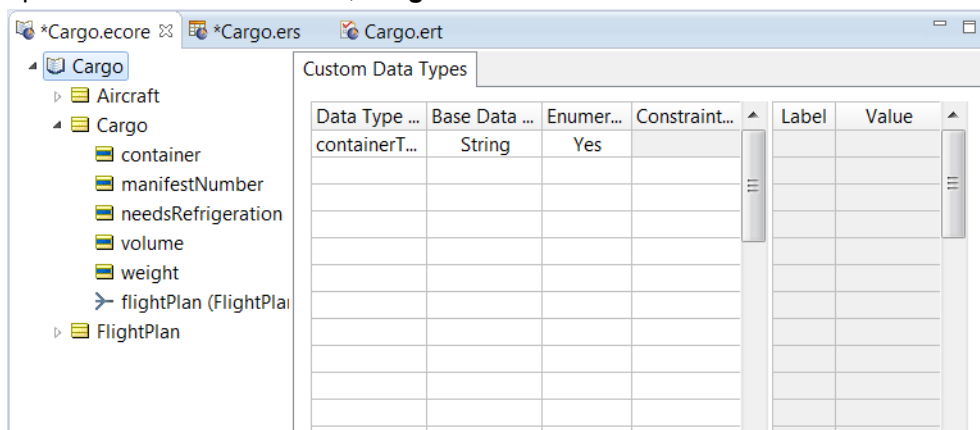 *Cargo.ecore *Cargo.ers Cargo.ert
Cargo
Aircraft
Cargo
container
manifestNumber
needsRefrigeration
volume
weight
flightPlan (FlightPla
FlightPlan
Custom Data Types
Data Type ... Base Data ... Enumer... Constraint... Label Value
containerT... String Yes